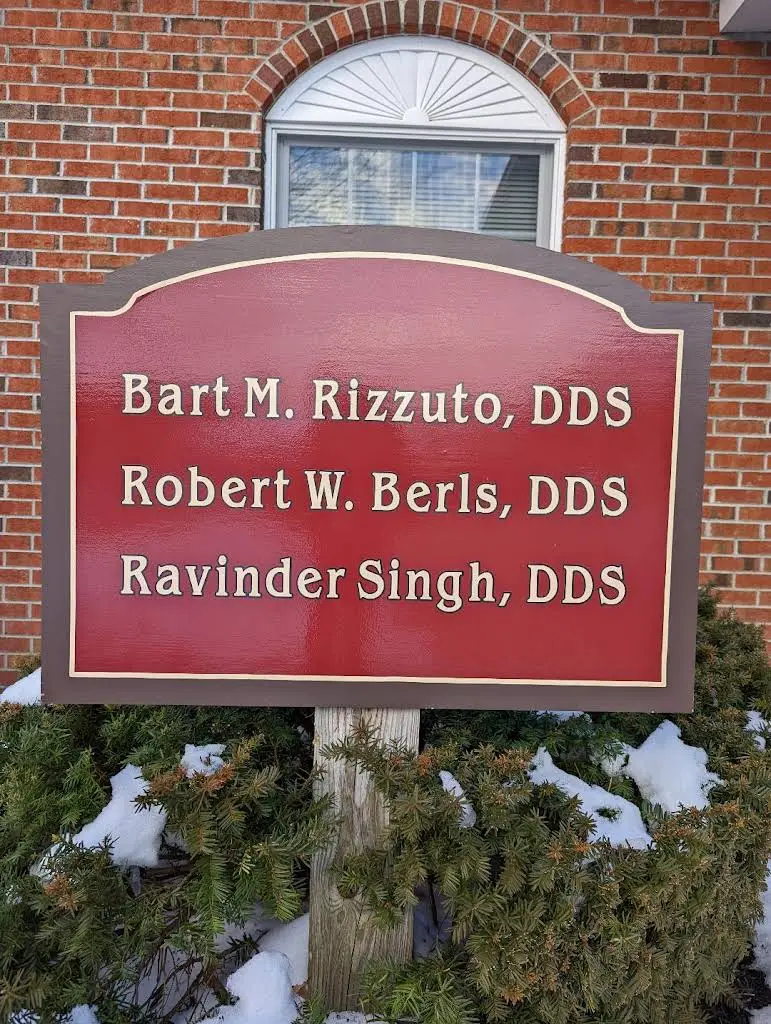 Bart M. Rizzuto, DDS
Robert W. Berls, DDS
Ravinder Singh, DDS